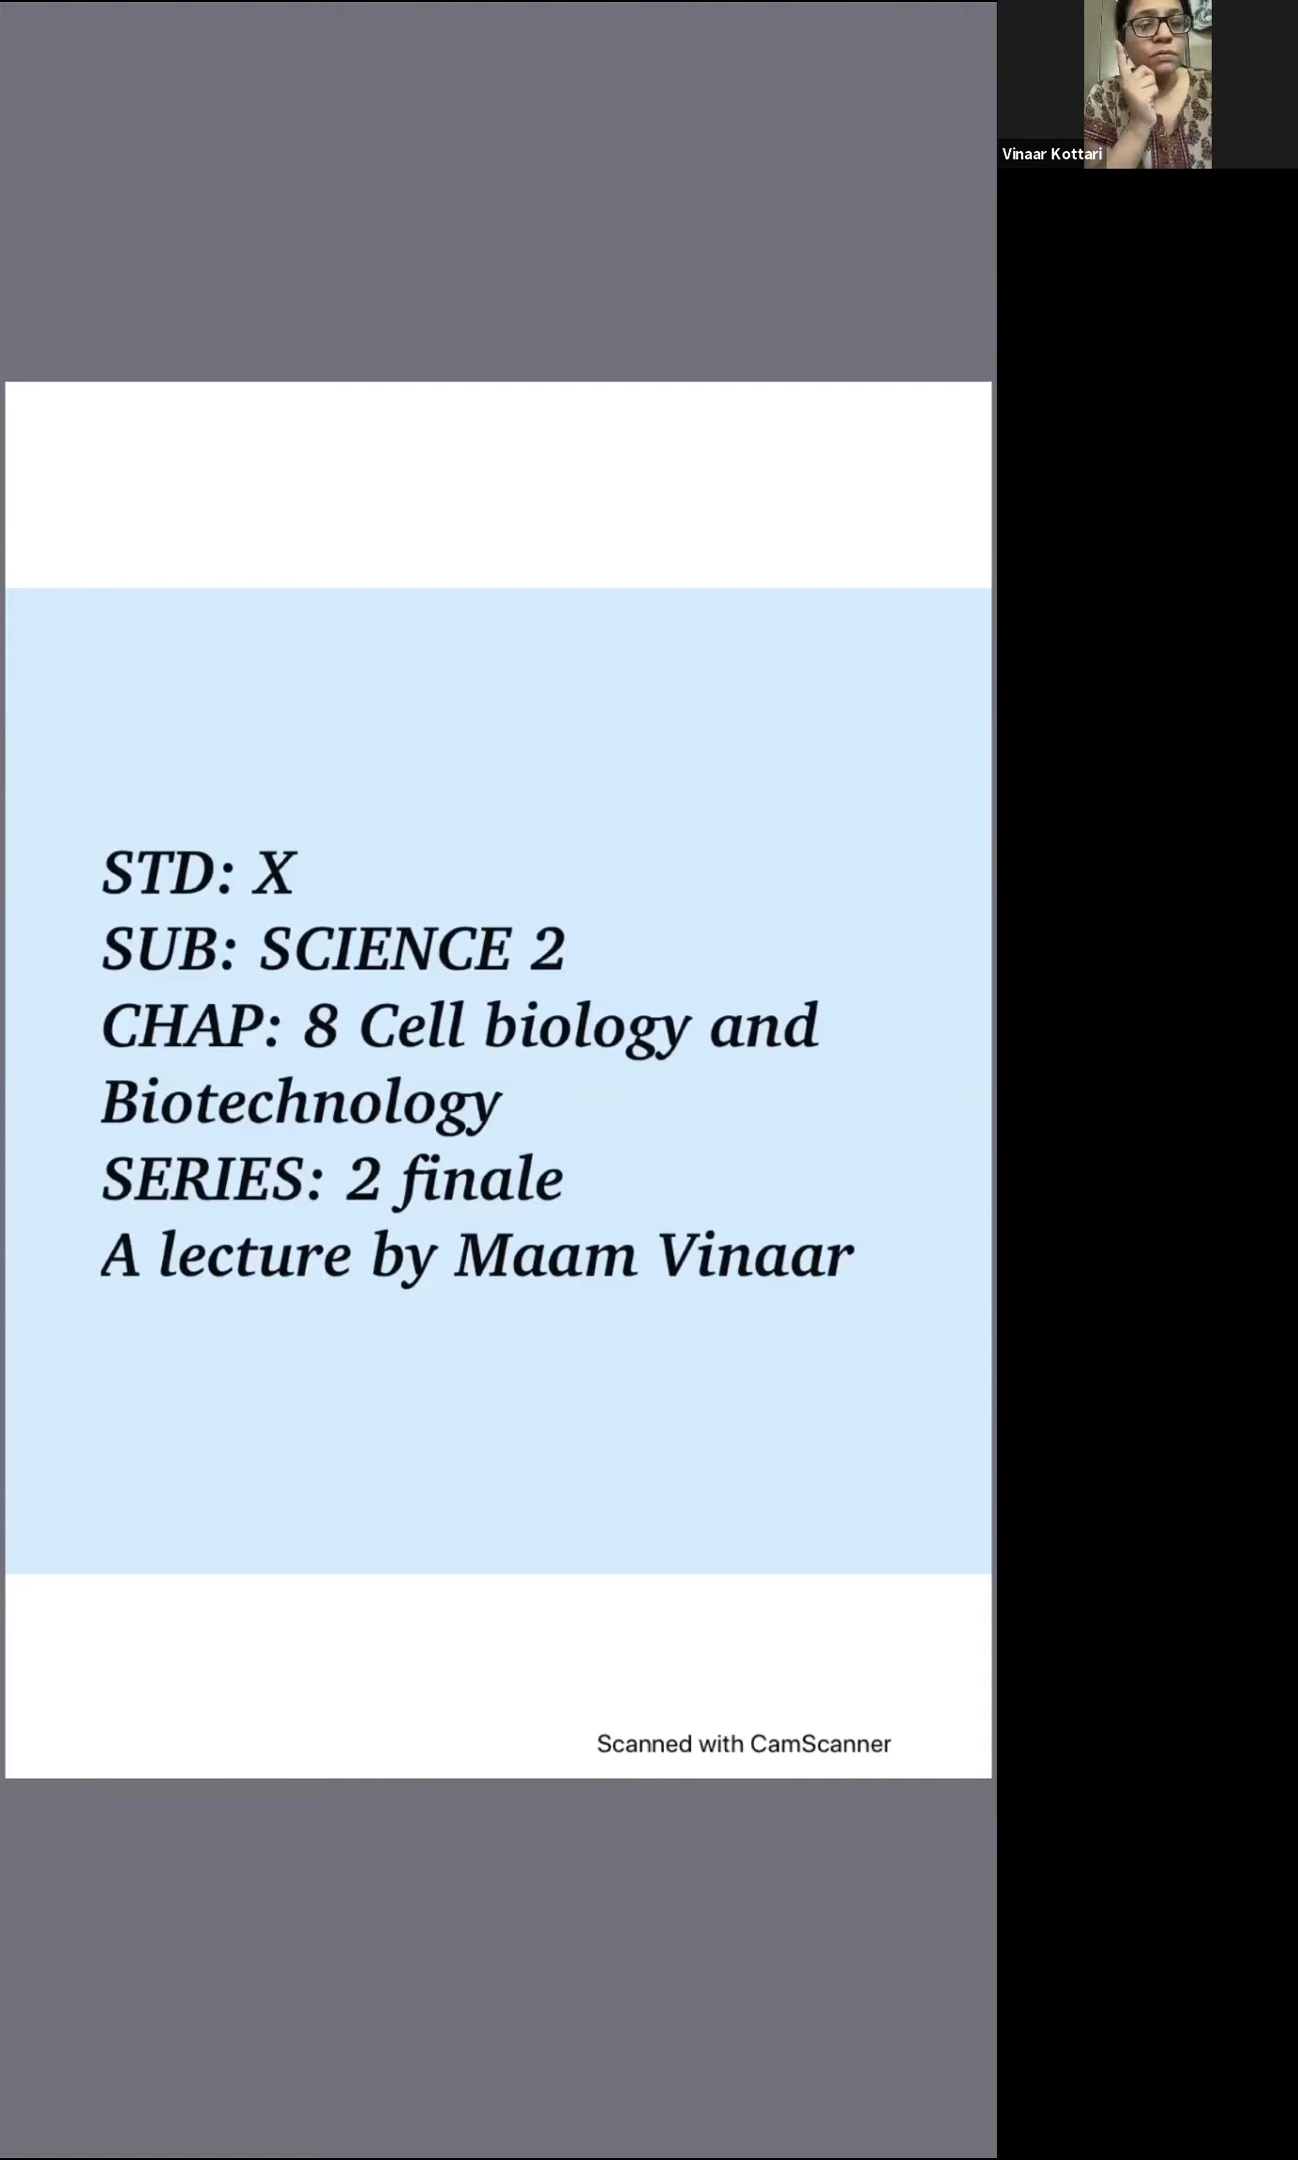 Vinaar Kottari
STD: X
SUB: SCIENCE 2
CHAP: 8 Cell biology and
Biotechnology
SERIES: 2 finale
A lecture by Maam Vinaar
Scanned with CamScanner